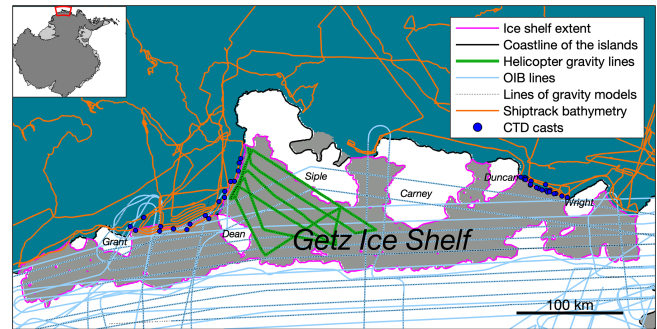 Ice shelf extent
Coastline of the islands
Helicopter gravity lines
OIB lines
Lines of gravity models
Shiptrack bathymetry
CTD casts
Siple
Carney
Duncan
Wright
Grant
Dean
Getz Ice Shelf
100 km